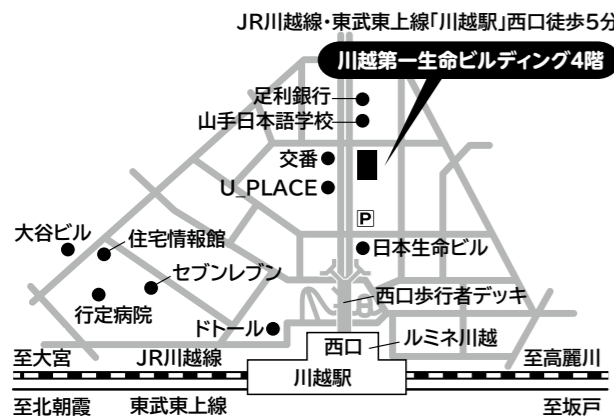 JR川越線・東武東上線「川越駅」西口徒歩5分
川越第一生命ビルディング4階
足利銀行
山手日本語学校
交番
U_PLACE
P
大谷ビル
住宅情報館
日本生命ビル
セブンレブン
西口歩行者デッキ
行定病院
ドトール
西口
ルミネ川越
至大宮
JR川越線
至高麗川
川越駅
至北朝霞
東武東上線
至坂戸